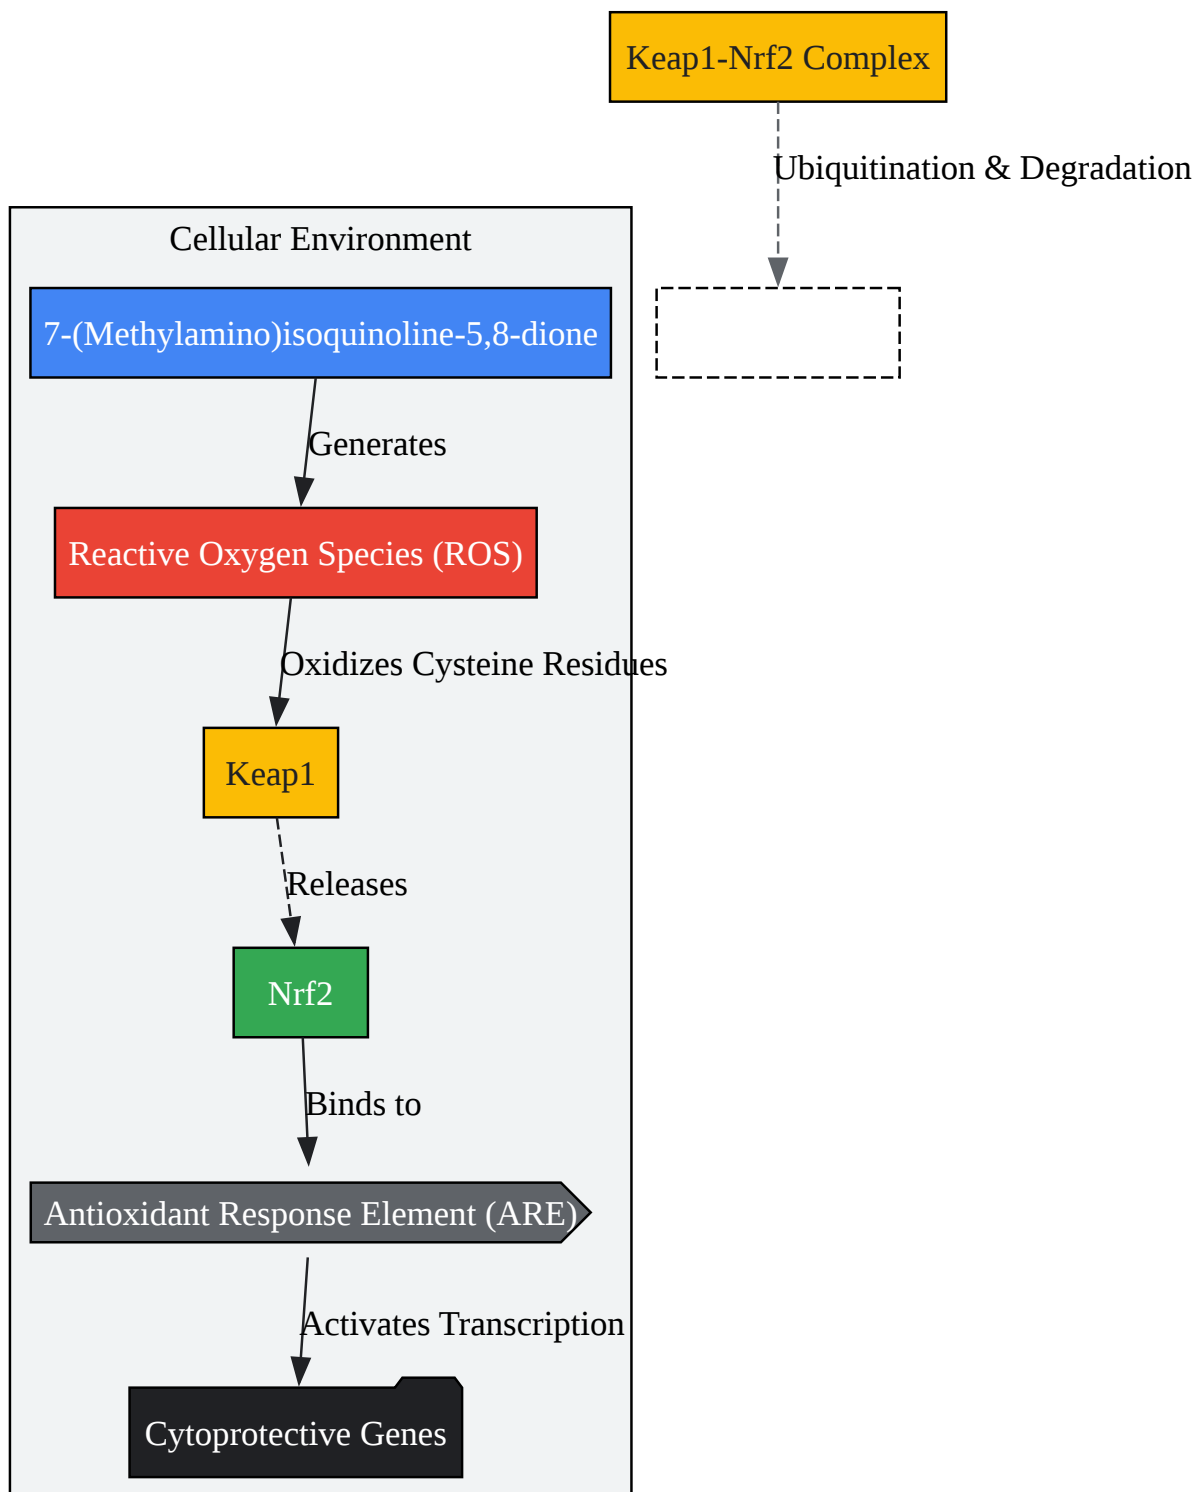 Keap1-Nrf2 Complex
Ubiquitination & Degradation
Cellular Environment
7-(Methylamino)isoquinoline-5,8-dione
Generates
Reactive Oxygen Species (ROS)
Oxidizes Cysteine Residues
Keap1
Releases
Nrf2
Binds to
Antioxidant Response Element (ARE)
Activates Transcription
Cytoprotective Genes